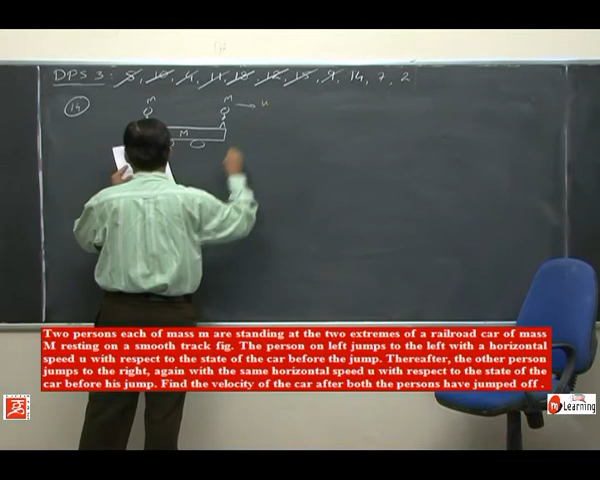 DPS 3 : 8, 10, 4, 11, 13, 12, 15, 9, 14, 7, 2
14
m
m
u
M
Two persons each of mass m are standing at the two extremes of a railroad car of mass
M resting on a smooth track fig. The person on left jumps to the left with a horizontal
speed u with respect to the state of the car before the jump. Thereafter, the other person
jumps to the right, again with the same horizontal speed u with respect to the state of the
car before his jump. Find the velocity of the car after both the persons have jumped off .
Learning